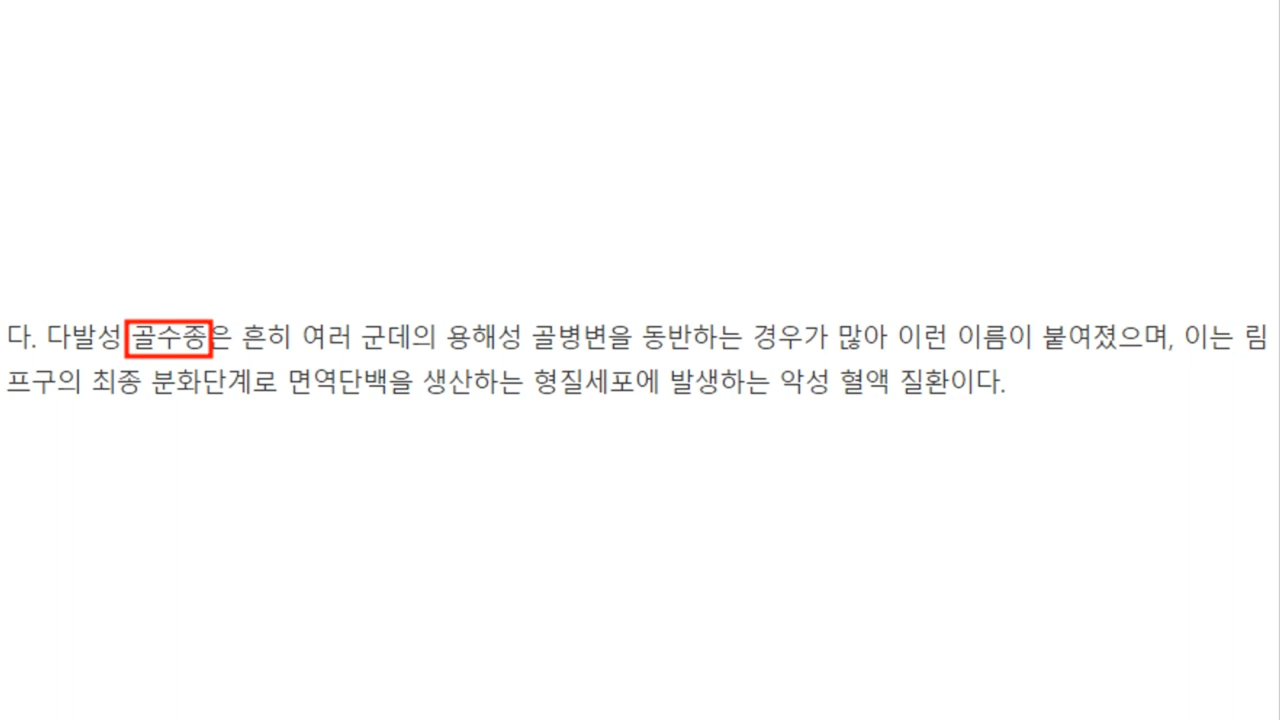 다. 다발성 골수종은 흔히 여러 군데의 용해성 골병변을 동반하는 경우가 많아 이런 이름이 붙여졌으며, 이는 림
프구의 최종 분화단계로 면역단백을 생산하는 형질세포에 발생하는 악성 혈액 질환이다.